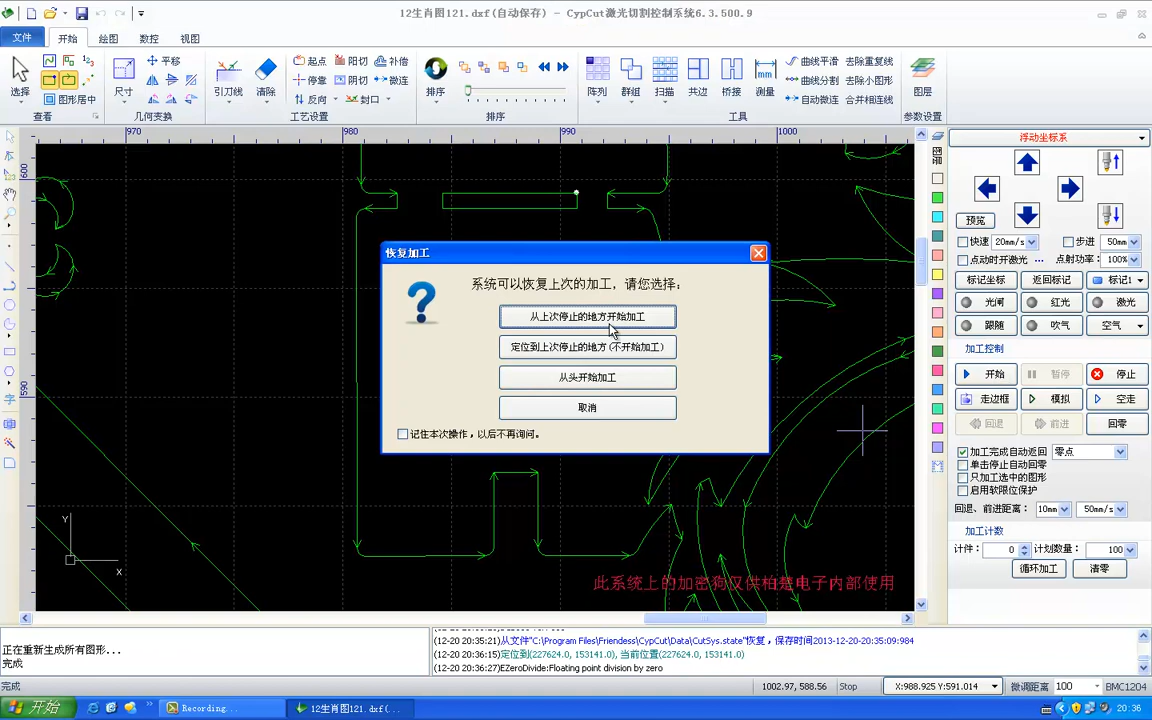 12生肖图121.dxf(自动保存) - CypCut激光切割控制系统6.3.500.9
文件 开始 绘图 数控 视图
选择 图形居中 查看
尺寸 平移 几何变换
引刀线 清除 起点 停靠 反向 阳切 阴切 封口 补偿 微连 工艺设置
排序 排序
阵列 群组 扫描 共边 桥接 测量 曲线平滑 曲线分割 自动微连 去除重复线 去除小图形 合并相连线 工具
图层 参数设置
970 980 990 1000
600
590
Y
X
恢复加工
系统可以恢复上次的加工，请您选择：
从上次停止的地方开始加工
定位到上次停止的地方(不开始加工)
从头开始加工
取消
记住本次操作，以后不再询问。
此系统上的加密狗仅供柏楚电子内部使用
图层
浮动坐标系
预览
快速 20mm/s 步进 50mm
点动时开激光 ... 点射功率： 100%
标记坐标 返回标记 标记1
光闸 红光 激光
跟随 吹气 空气
加工控制
开始 暂停 停止
走边框 模拟 空走
回退 前进 回零
加工完成自动返回 零点
单击停止自动回零
只加工选中的图形
启用软限位保护
回退、前进距离： 10mm 50mm/s
加工计数
计件： 0 计划数量： 100
循环加工 清零
正在重新生成所有图形...
完成
(12-20 20:35:21)从文件"C:\Program Files\Friendess\CypCut\Data\CutSys.state"恢复，保存时间2013-12-20-20:35:09:984
(12-20 20:36:15)定位到(227624.0, 153141.0), 当前位置(227624.0, 153141.0)
(12-20 20:36:27)EZeroDivide:Floating point division by zero
完成 1002.97, 588.56 Stop X:988.925 Y:591.014 微调距离 100 BMC1204
开始 Recording... 12生肖图121.dxf(... 20:36